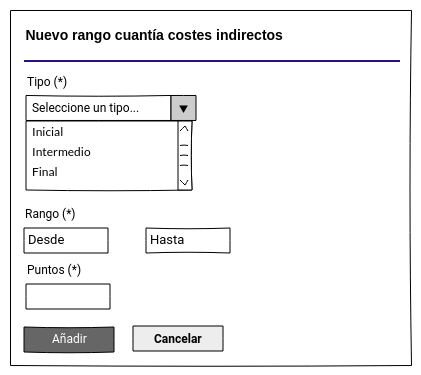 Nuevo rango cuantía costes indirectos
Tipo (*)
Seleccione un tipo...
Inicial
Intermedio
Final
Rango (*)
Desde Hasta
Puntos (*)
Añadir Cancelar